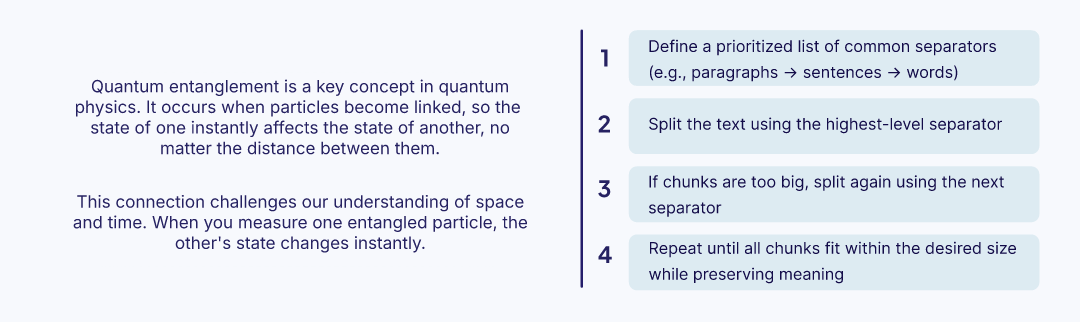 Quantum entanglement is a key concept in quantum
physics. It occurs when particles become linked, so the
state of one instantly affects the state of another, no
matter the distance between them.
This connection challenges our understanding of space
and time. When you measure one entangled particle, the
other's state changes instantly.
1
Define a prioritized list of common separators
(e.g., paragraphs → sentences → words)
2
Split the text using the highest-level separator
3
If chunks are too big, split again using the next
separator
4
Repeat until all chunks fit within the desired size
while preserving meaning